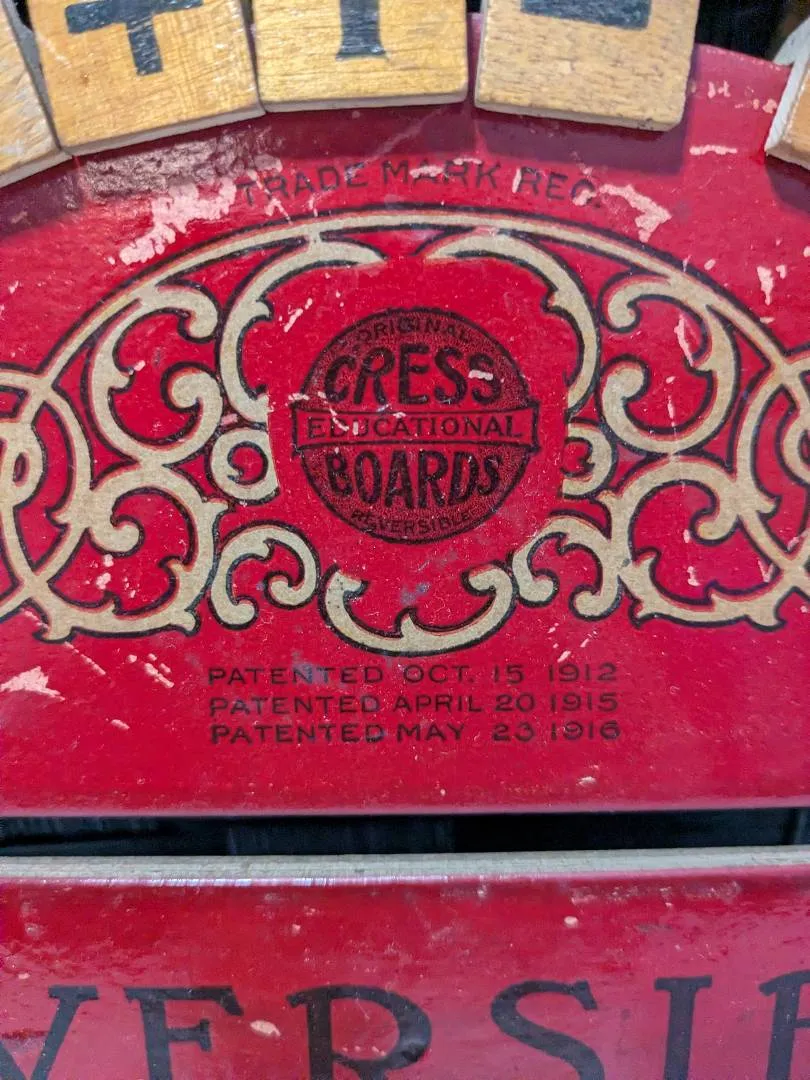 TRADE MARK REG.
ORIGINAL
CRESS
EDUCATIONAL
BOARDS
REVERSIBLE
PATENTED OCT. 15 1912
PATENTED APRIL 20 1915
PATENTED MAY 23 1916
VERSI